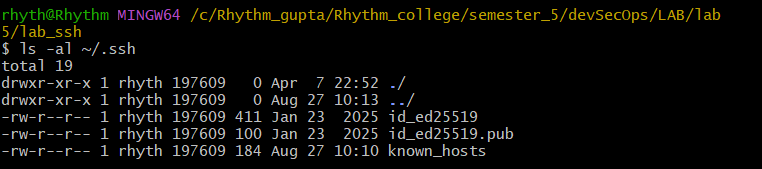 rhyth@Rhythm MINGW64 /c/Rhythm_gupta/Rhythm_college/semester_5/devSecOps/LAB/lab
5/lab_ssh
$ ls -al ~/.ssh
total 19
drwxr-xr-x 1 rhyth 197609   0 Apr  7 22:52 ./
drwxr-xr-x 1 rhyth 197609   0 Aug 27 10:13 ../
-rw-r--r-- 1 rhyth 197609 411 Jan 23  2025 id_ed25519
-rw-r--r-- 1 rhyth 197609 100 Jan 23  2025 id_ed25519.pub
-rw-r--r-- 1 rhyth 197609 184 Aug 27 10:10 known_hosts